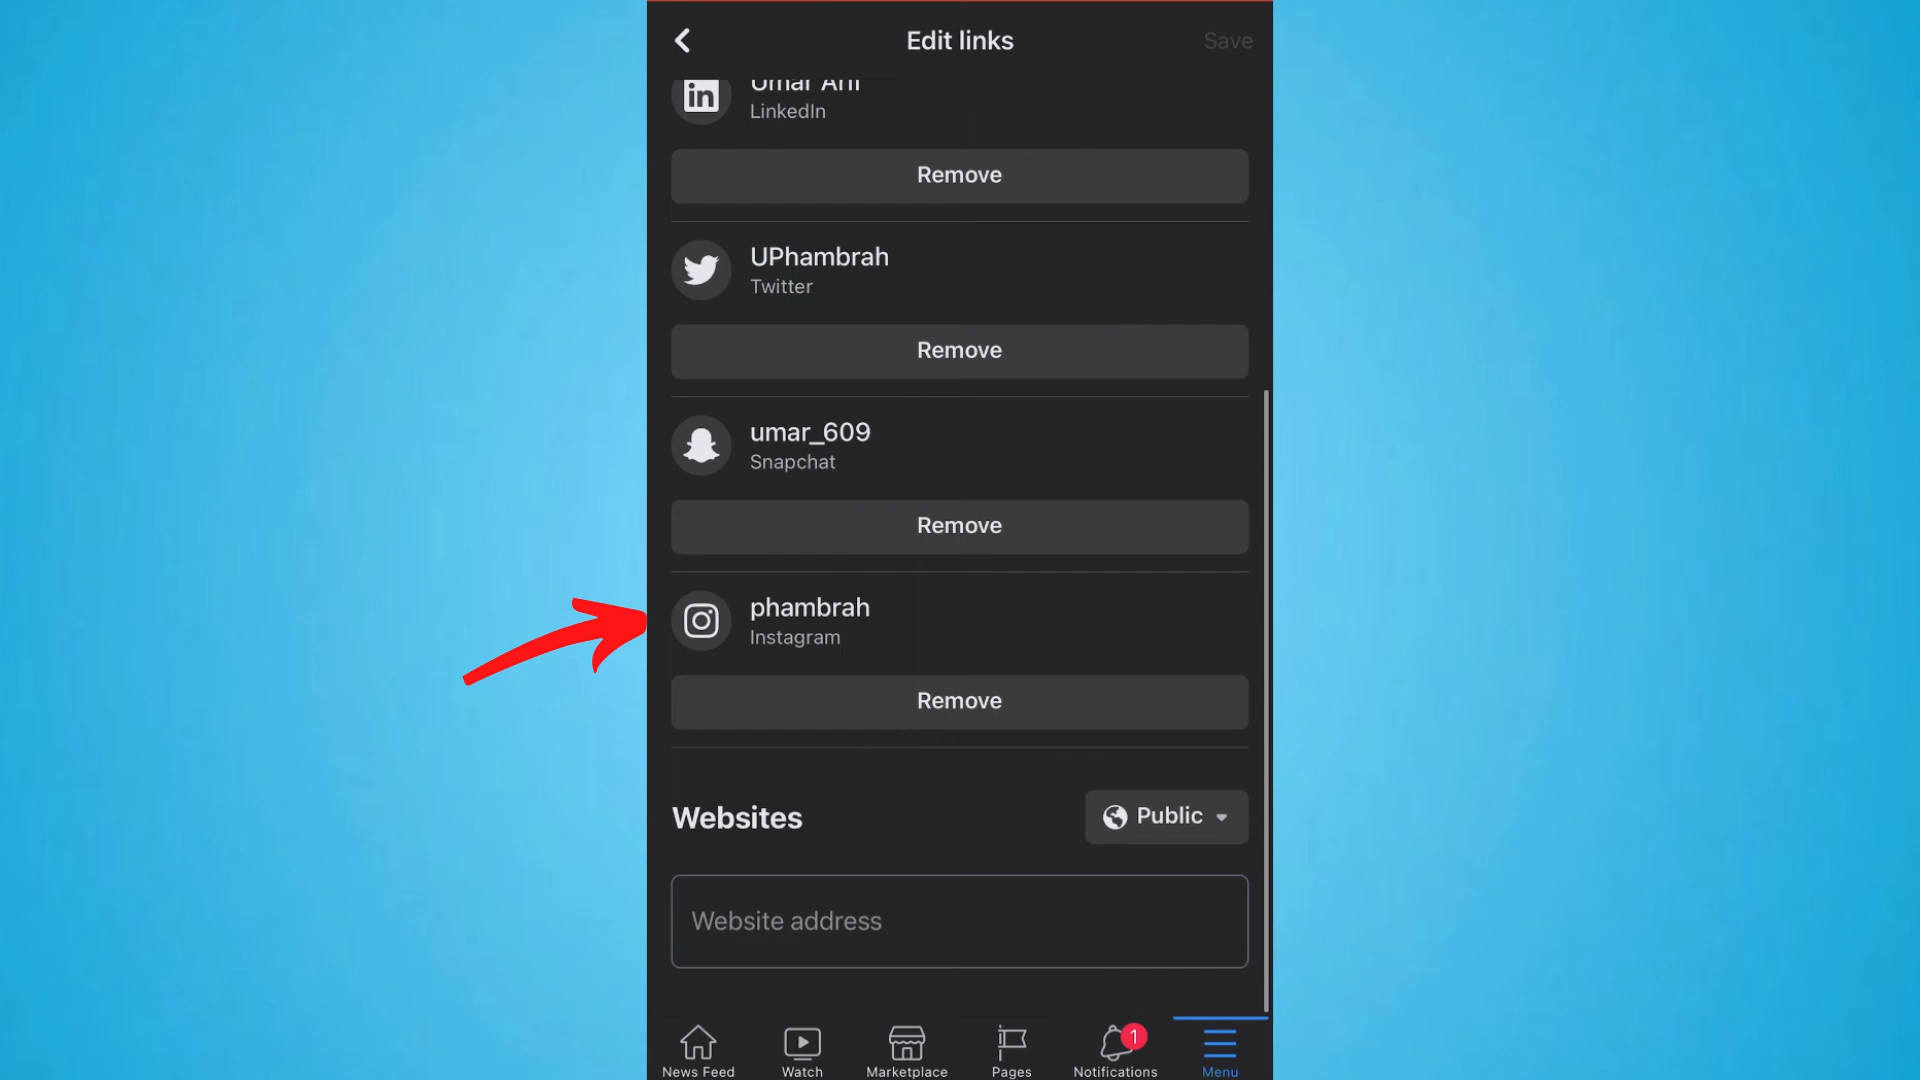 Edit links
Save
Umar
LinkedIn
Remove
UPhambrah
Twitter
Remove
umar_609
Snapchat
Remove
phambrah
Instagram
Remove
Websites
Public
Website address
1
News Feed
Watch
Marketplace
Pages
Notifications
Menu